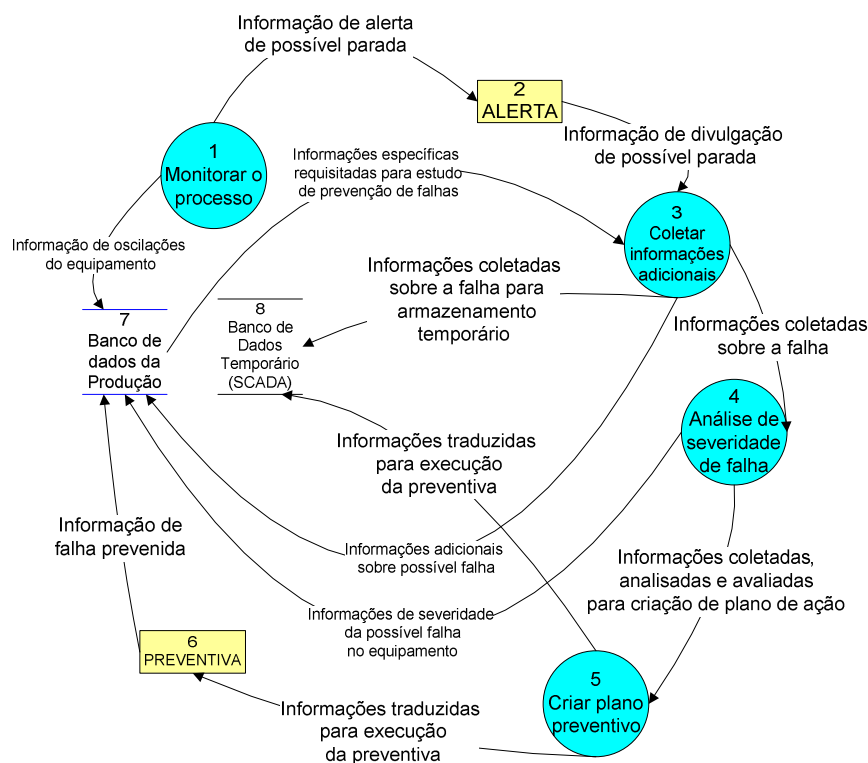 Informação de alerta
de possível parada
2
ALERTA
Informação de divulgação
de possível parada
1
Monitorar o
processo
Informações específicas
requisitadas para estudo
de prevenção de falhas
3
Coletar
informações
adicionais
Informação de oscilações
do equipamento
Informações coletadas
sobre a falha para
armazenamento
temporário
7
Banco de
dados da
Produção
8
Banco de
Dados
Temporário
(SCADA)
Informações coletadas
sobre a falha
4
Análise de
severidade
de falha
Informações traduzidas
para execução
da preventiva
Informação de
falha prevenida
Informações adicionais
sobre possível falha
Informações coletadas,
analisadas e avaliadas
para criação de plano de ação
Informações de severidade
da possível falha
no equipamento
6
PREVENTIVA
5
Criar plano
preventivo
Informações traduzidas
para execução
da preventiva